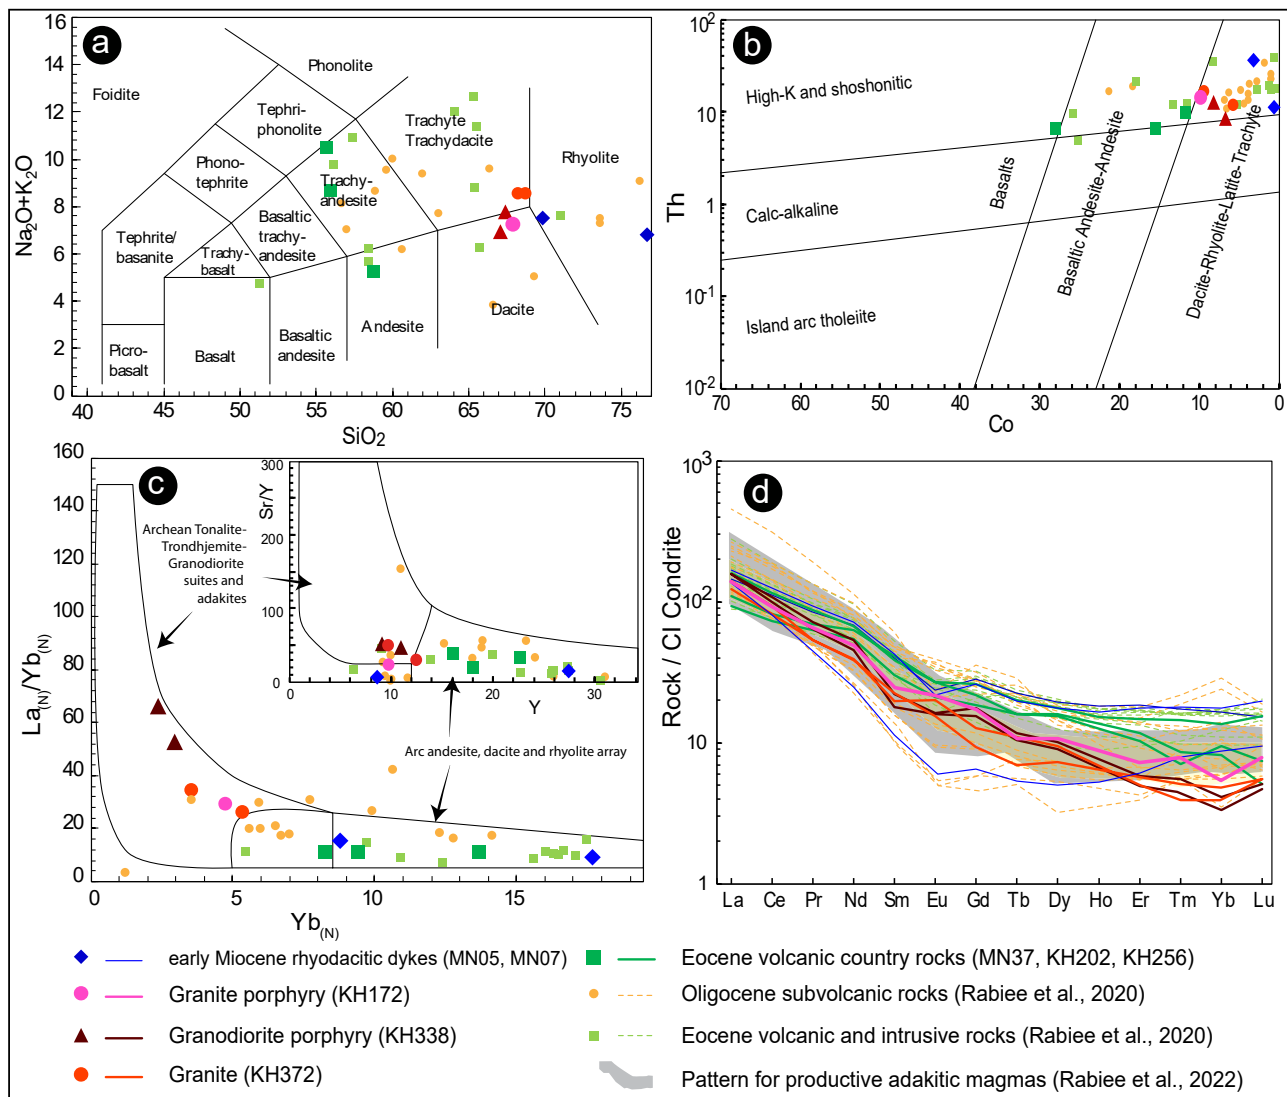 a
16
14
12
10
8
6
4
2
0
Na2O+K2O
Foidite
Phonolite
Tephri-
phonolite
Phono-
tephrite
Tephrite/
basanite
Trachy-
basalt
Basaltic
trachy-
andesite
Trachy-
andesite
Trachyte
Trachydacite
Rhyolite
Picro-
basalt
Basalt
Basaltic
andesite
Andesite
Dacite
40 45 50 55 60 65 70 75
SiO2
b
10^2
10
1
10^-1
10^-2
Th
High-K and shoshonitic
Calc-alkaline
Island arc tholeiite
Basalts
Basaltic Andesite-Andesite
Dacite-Rhyolite-Latite-Trachyte
70 60 50 40 30 20 10 0
Co
c
160
140
120
100
80
60
40
20
0
La(N)/Yb(N)
Archean Tonalite-
Trondhjemite-
Granodiorite
suites and
adakites
300
200
100
0
Sr/Y
0 10 20 30
Y
Arc andesite, dacite and rhyolite array
0 5 10 15
Yb(N)
d
10^3
10^2
10
1
Rock / CI Condrite
La Ce Pr Nd Sm Eu Gd Tb Dy Ho Er Tm Yb Lu
early Miocene rhyodacitic dykes (MN05, MN07)
Granite porphyry (KH172)
Granodiorite porphyry (KH338)
Granite (KH372)
Eocene volcanic country rocks (MN37, KH202, KH256)
Oligocene subvolcanic rocks (Rabiee et al., 2020)
Eocene volcanic and intrusive rocks (Rabiee et al., 2020)
Pattern for productive adakitic magmas (Rabiee et al., 2022)